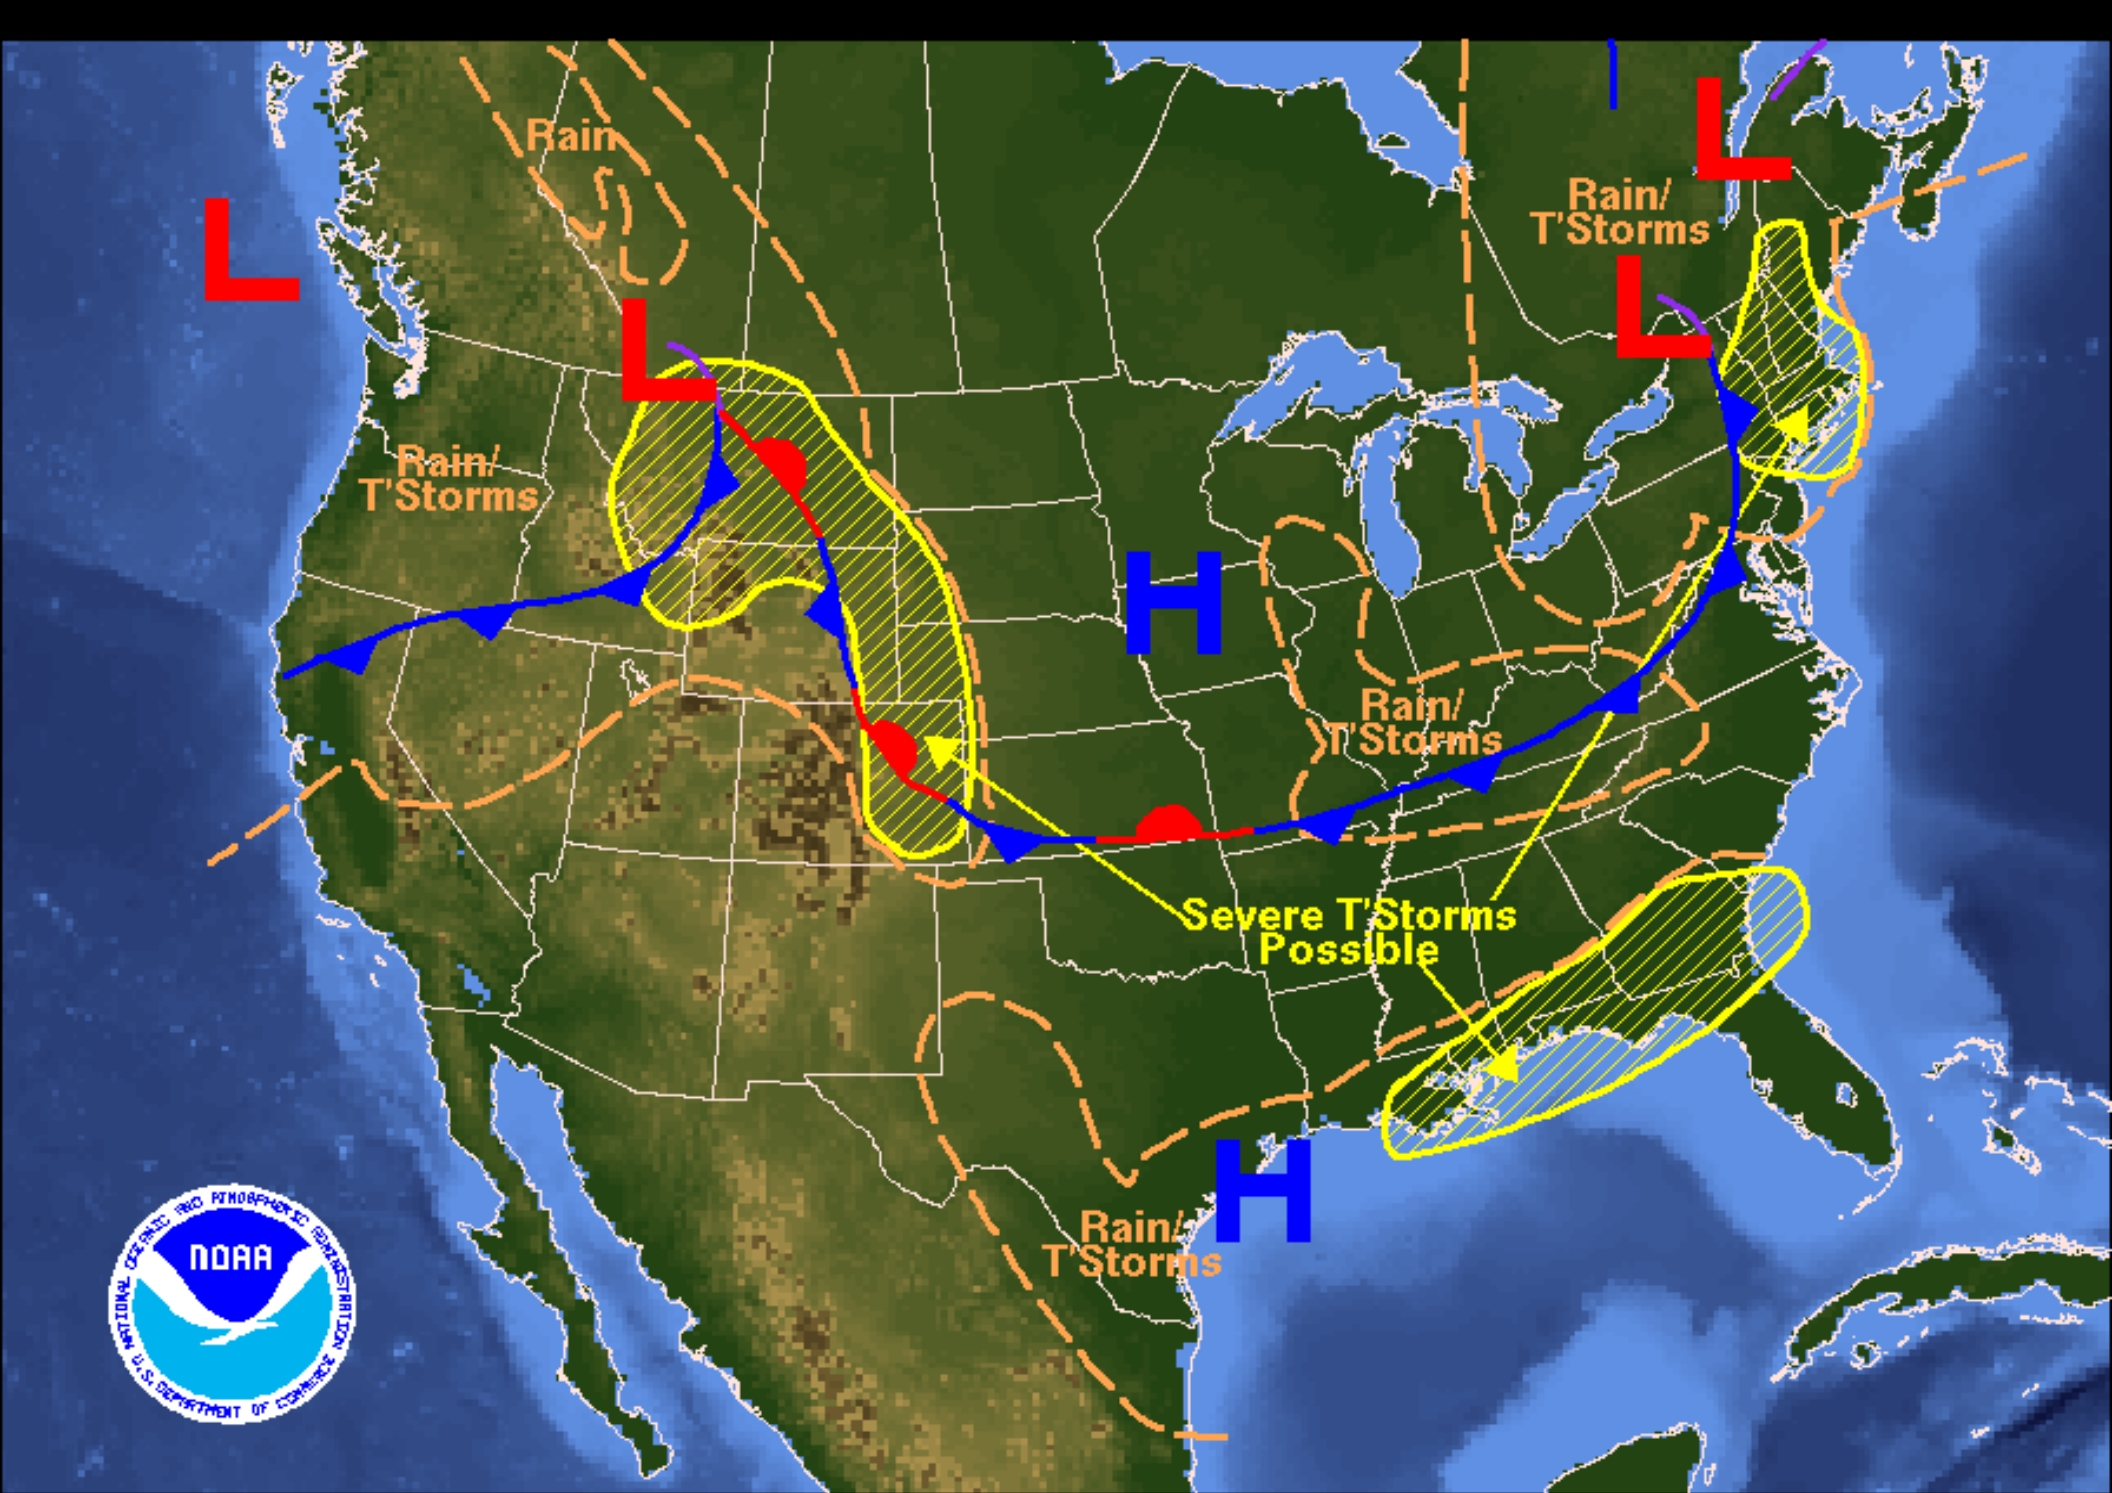 Rain
L
Rain/
T'Storms
L
L
L
Rain/
T'Storms
H
Rain/
T'Storms
Severe T'Storms
Possible
H
Rain/
T'Storms
NOAA
NATIONAL OCEANIC AND ATMOSPHERIC ADMINISTRATION
U.S. DEPARTMENT OF COMMERCE